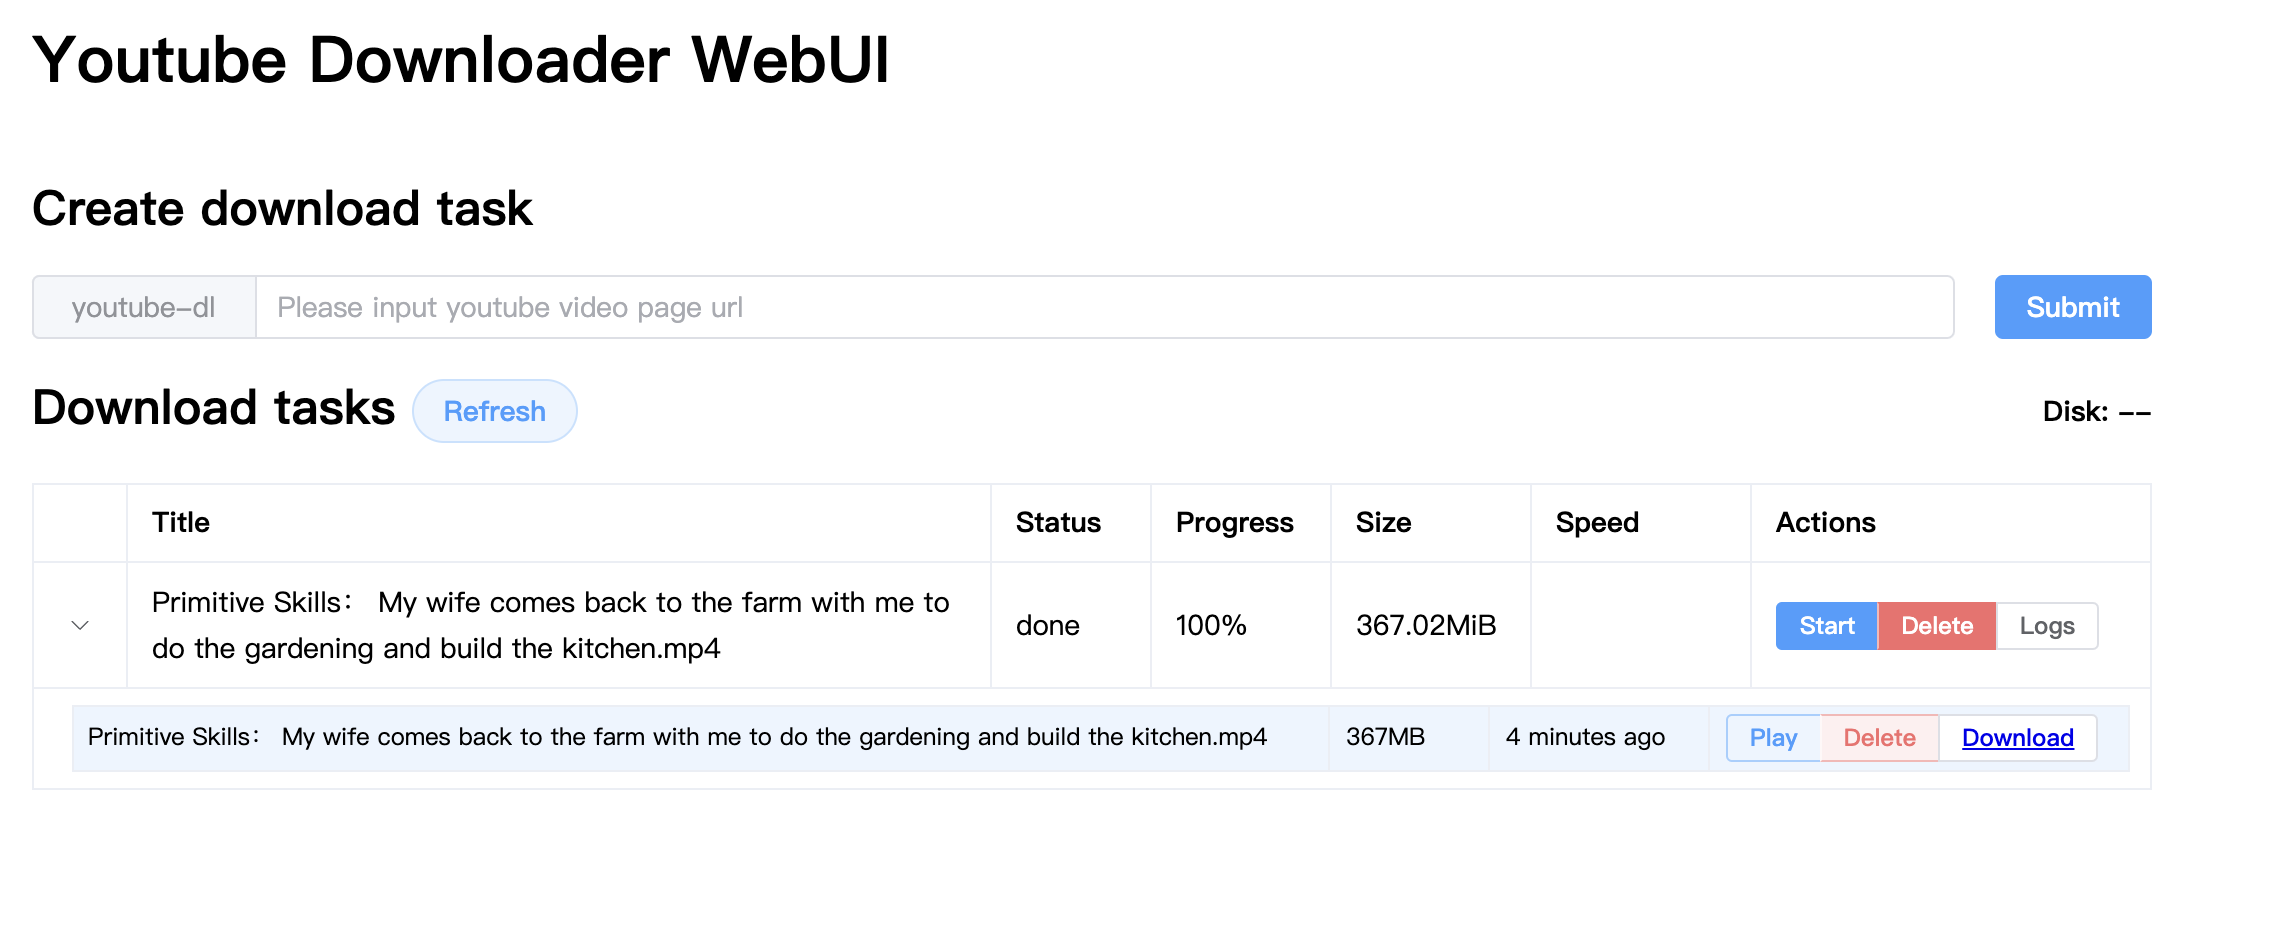 Youtube Downloader WebUI
Create download task
youtube-dl Please input youtube video page url Submit
Download tasks Refresh Disk: --
Title Status Progress Size Speed Actions
Primitive Skills： My wife comes back to the farm with me to
do the gardening and build the kitchen.mp4 done 100% 367.02MiB Start Delete Logs
Primitive Skills： My wife comes back to the farm with me to do the gardening and build the kitchen.mp4 367MB 4 minutes ago Play Delete Download